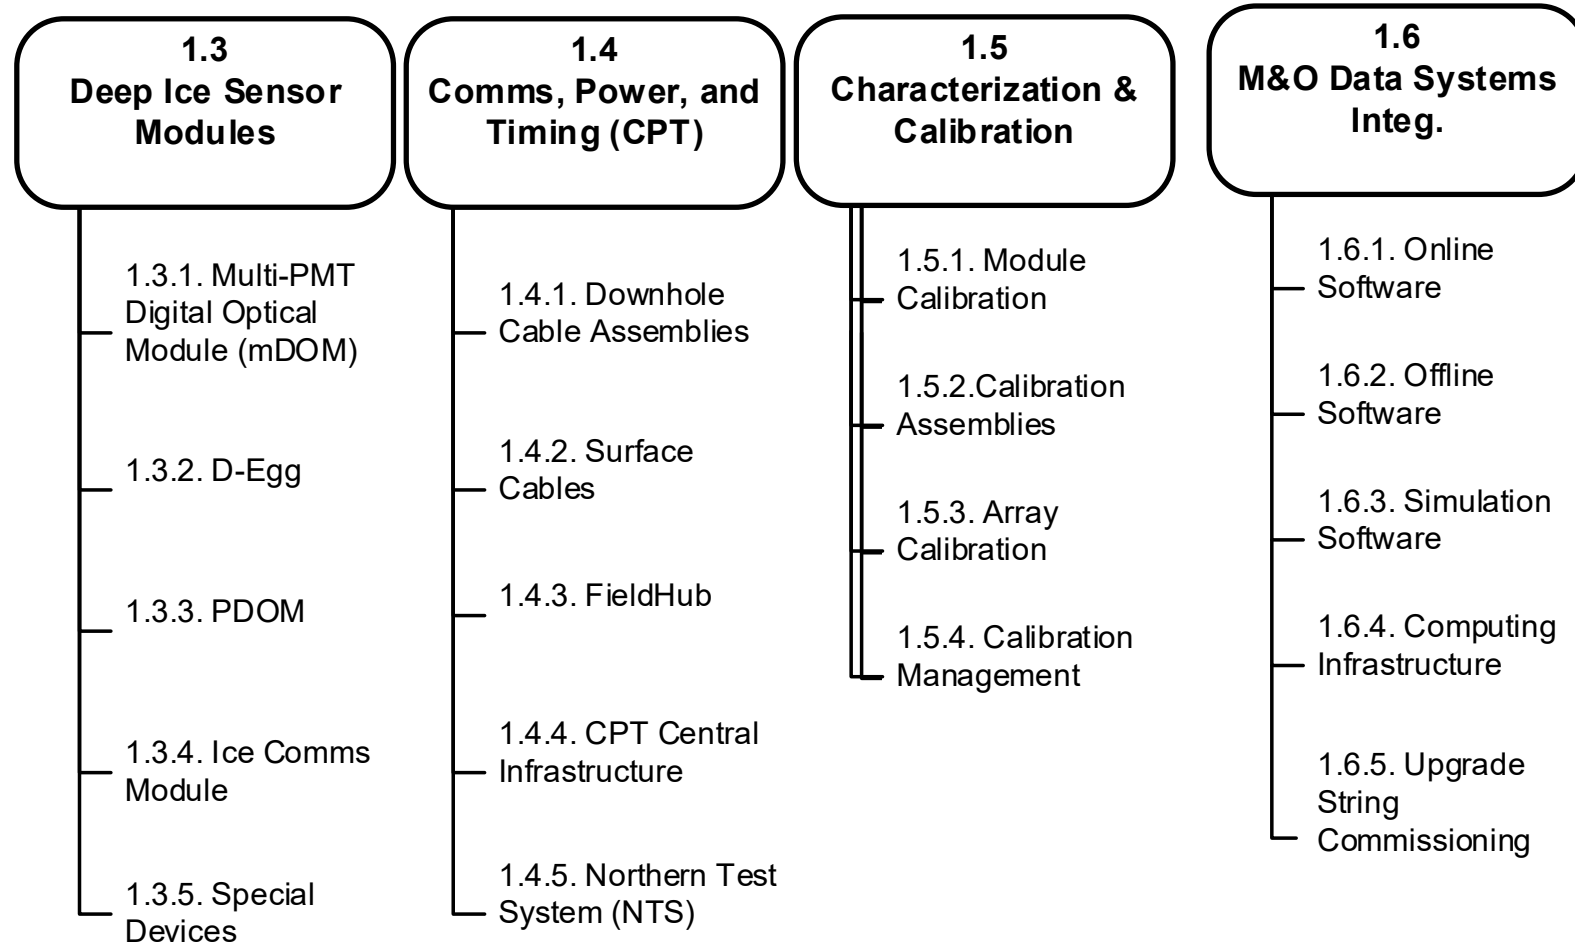 1.3
Deep Ice Sensor
Modules
1.3.1. Multi-PMT
Digital Optical
Module (mDOM)
1.3.2. D-Egg
1.3.3. PDOM
1.3.4. Ice Comms
Module
1.3.5. Special
Devices
1.4
Comms, Power, and
Timing (CPT)
1.4.1. Downhole
Cable Assemblies
1.4.2. Surface
Cables
1.4.3. FieldHub
1.4.4. CPT Central
Infrastructure
1.4.5. Northern Test
System (NTS)
1.5
Characterization &
Calibration
1.5.1. Module
Calibration
1.5.2.Calibration
Assemblies
1.5.3. Array
Calibration
1.5.4. Calibration
Management
1.6
M&O Data Systems
Integ.
1.6.1. Online
Software
1.6.2. Offline
Software
1.6.3. Simulation
Software
1.6.4. Computing
Infrastructure
1.6.5. Upgrade
String
Commissioning